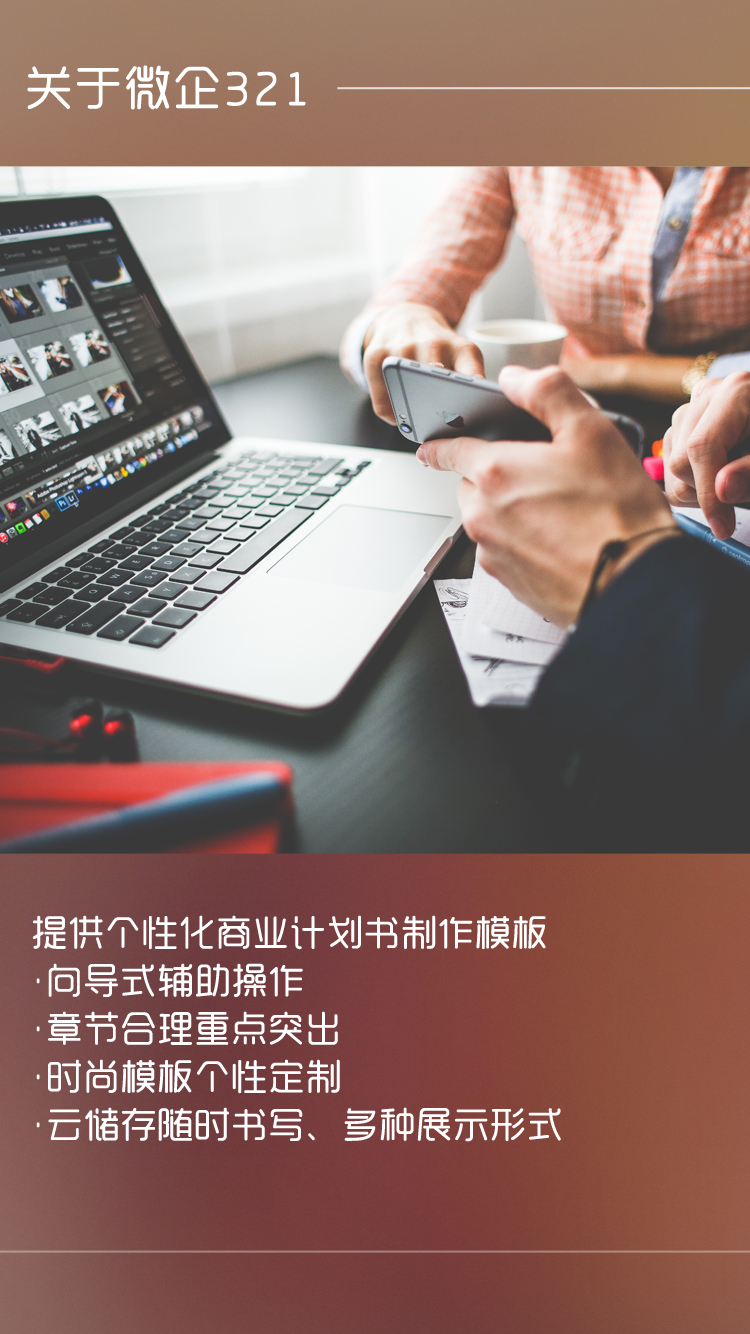 关于微企321
提供个性化商业计划书制作模板
·向导式辅助操作
·章节合理重点突出
·时尚模板个性定制
·云储存随时书写、多种展示形式